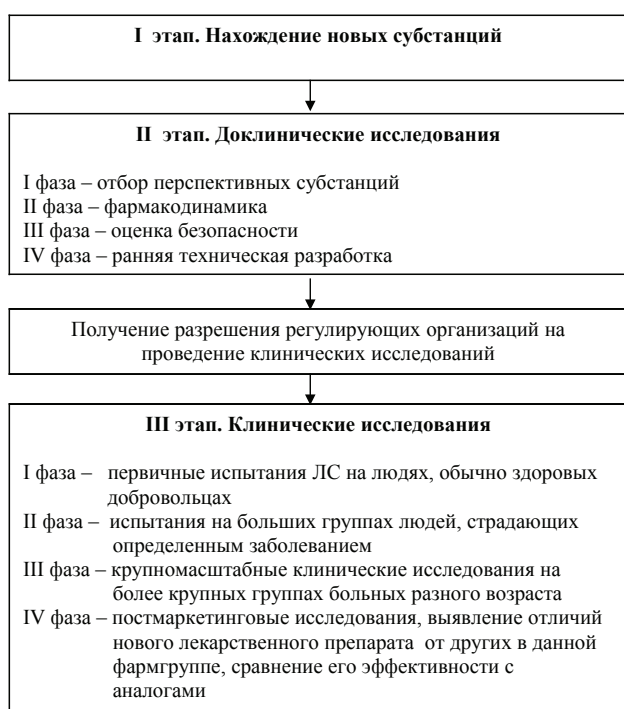 I этап. Нахождение новых субстанций
II этап. Доклинические исследования
I фаза – отбор перспективных субстанций
II фаза – фармакодинамика
III фаза – оценка безопасности
IV фаза – ранняя техническая разработка
Получение разрешения регулирующих организаций на
проведение клинических исследований
III этап. Клинические исследования
I фаза – первичные испытания ЛС на людях, обычно здоровых
добровольцах
II фаза – испытания на больших группах людей, страдающих
определенным заболеванием
III фаза – крупномасштабные клинические исследования на
более крупных группах больных разного возраста
IV фаза – постмаркетинговые исследования, выявление отличий
нового лекарственного препарата от других в данной
фармгруппе, сравнение его эффективности с
аналогами